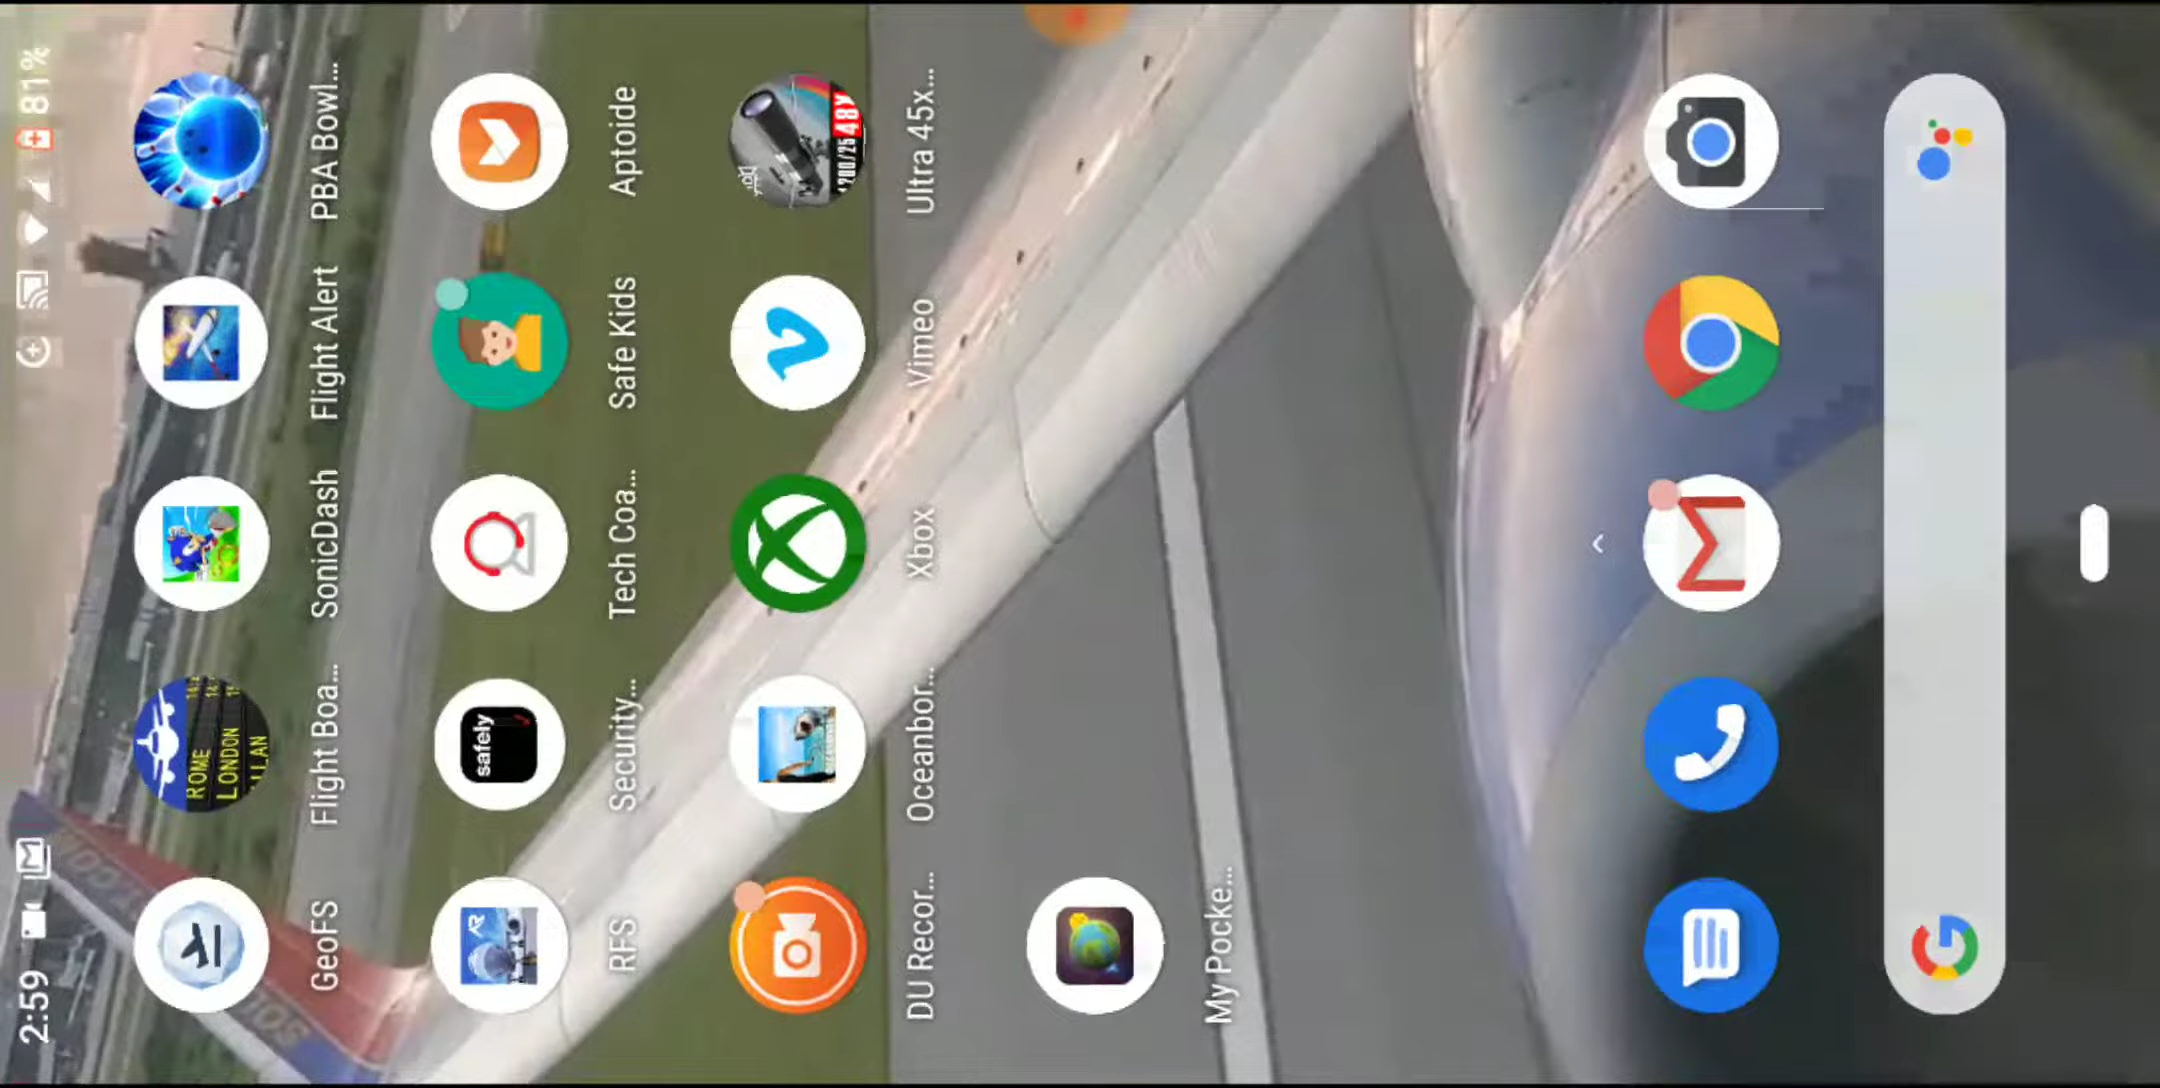 2:59 81%
GeoFS Flight Boa... SonicDash Flight Alert PBA Bowl...
ROME
LONDON
RFS Security... Tech Coa... Safe Kids Aptoide
safely
DU Recor... Oceanbor... Xbox Vimeo Ultra 45x...
48X
My Pocke...